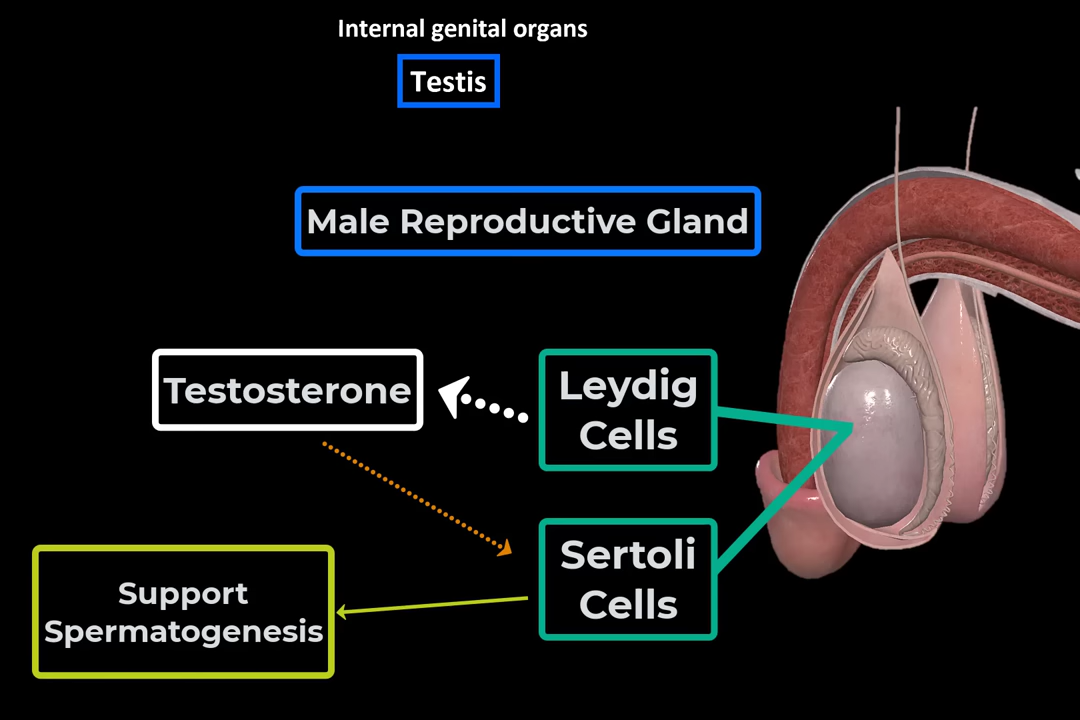 Internal genital organs
Testis
Male Reproductive Gland
Testosterone
Leydig
Cells
Sertoli
Cells
Support
Spermatogenesis